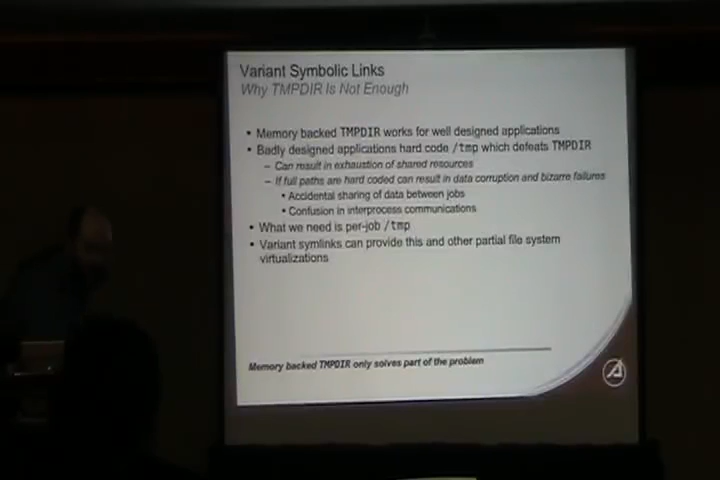 Variant Symbolic Links
Why TMPDIR Is Not Enough
• Memory backed TMPDIR works for well designed applications
• Badly designed applications hard code /tmp which defeats TMPDIR
– Can result in exhaustion of shared resources
– If full paths are hard coded can result in data corruption and bizarre failures
• Accidental sharing of data between jobs
• Confusion in interprocess communications
• What we need is per-job /tmp
• Variant symlinks can provide this and other partial file system
virtualizations
Memory backed TMPDIR only solves part of the problem